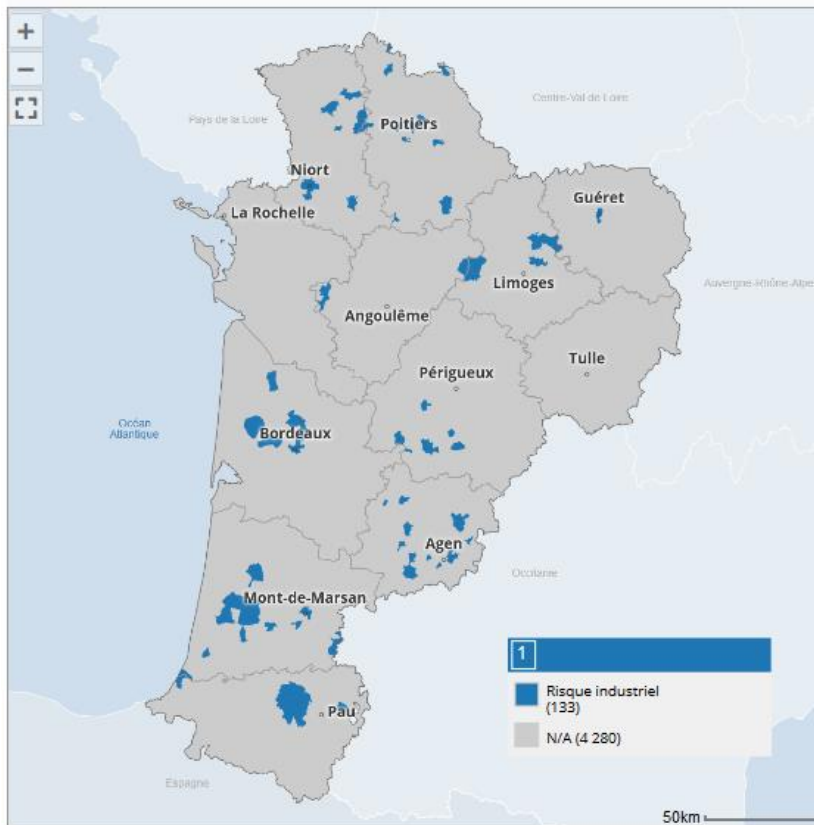 +
−
Centre-Val de Loire
Pays de la Loire
Poitiers
Niort
Guéret
La Rochelle
Limoges
Auvergne-Rhône-Alpe
Angoulême
Tulle
Périgueux
Océan
Atlantique
Bordeaux
Agen
Occitanie
Mont-de-Marsan
1
Risque industriel
(133)
N/A (4 280)
Pau
Espagne
50km